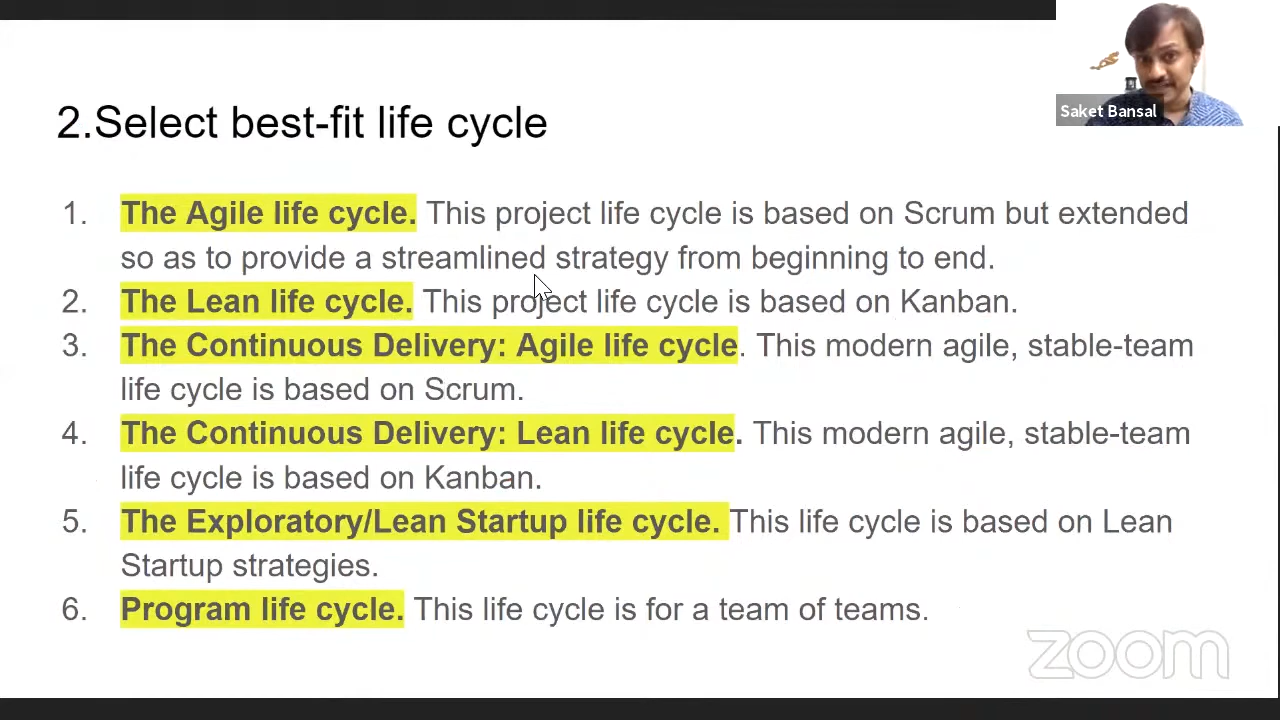 Saket Bansal
2.Select best-fit life cycle
1. The Agile life cycle. This project life cycle is based on Scrum but extended
so as to provide a streamlined strategy from beginning to end.
2. The Lean life cycle. This project life cycle is based on Kanban.
3. The Continuous Delivery: Agile life cycle. This modern agile, stable-team
life cycle is based on Scrum.
4. The Continuous Delivery: Lean life cycle. This modern agile, stable-team
life cycle is based on Kanban.
5. The Exploratory/Lean Startup life cycle. This life cycle is based on Lean
Startup strategies.
6. Program life cycle. This life cycle is for a team of teams.
zoom